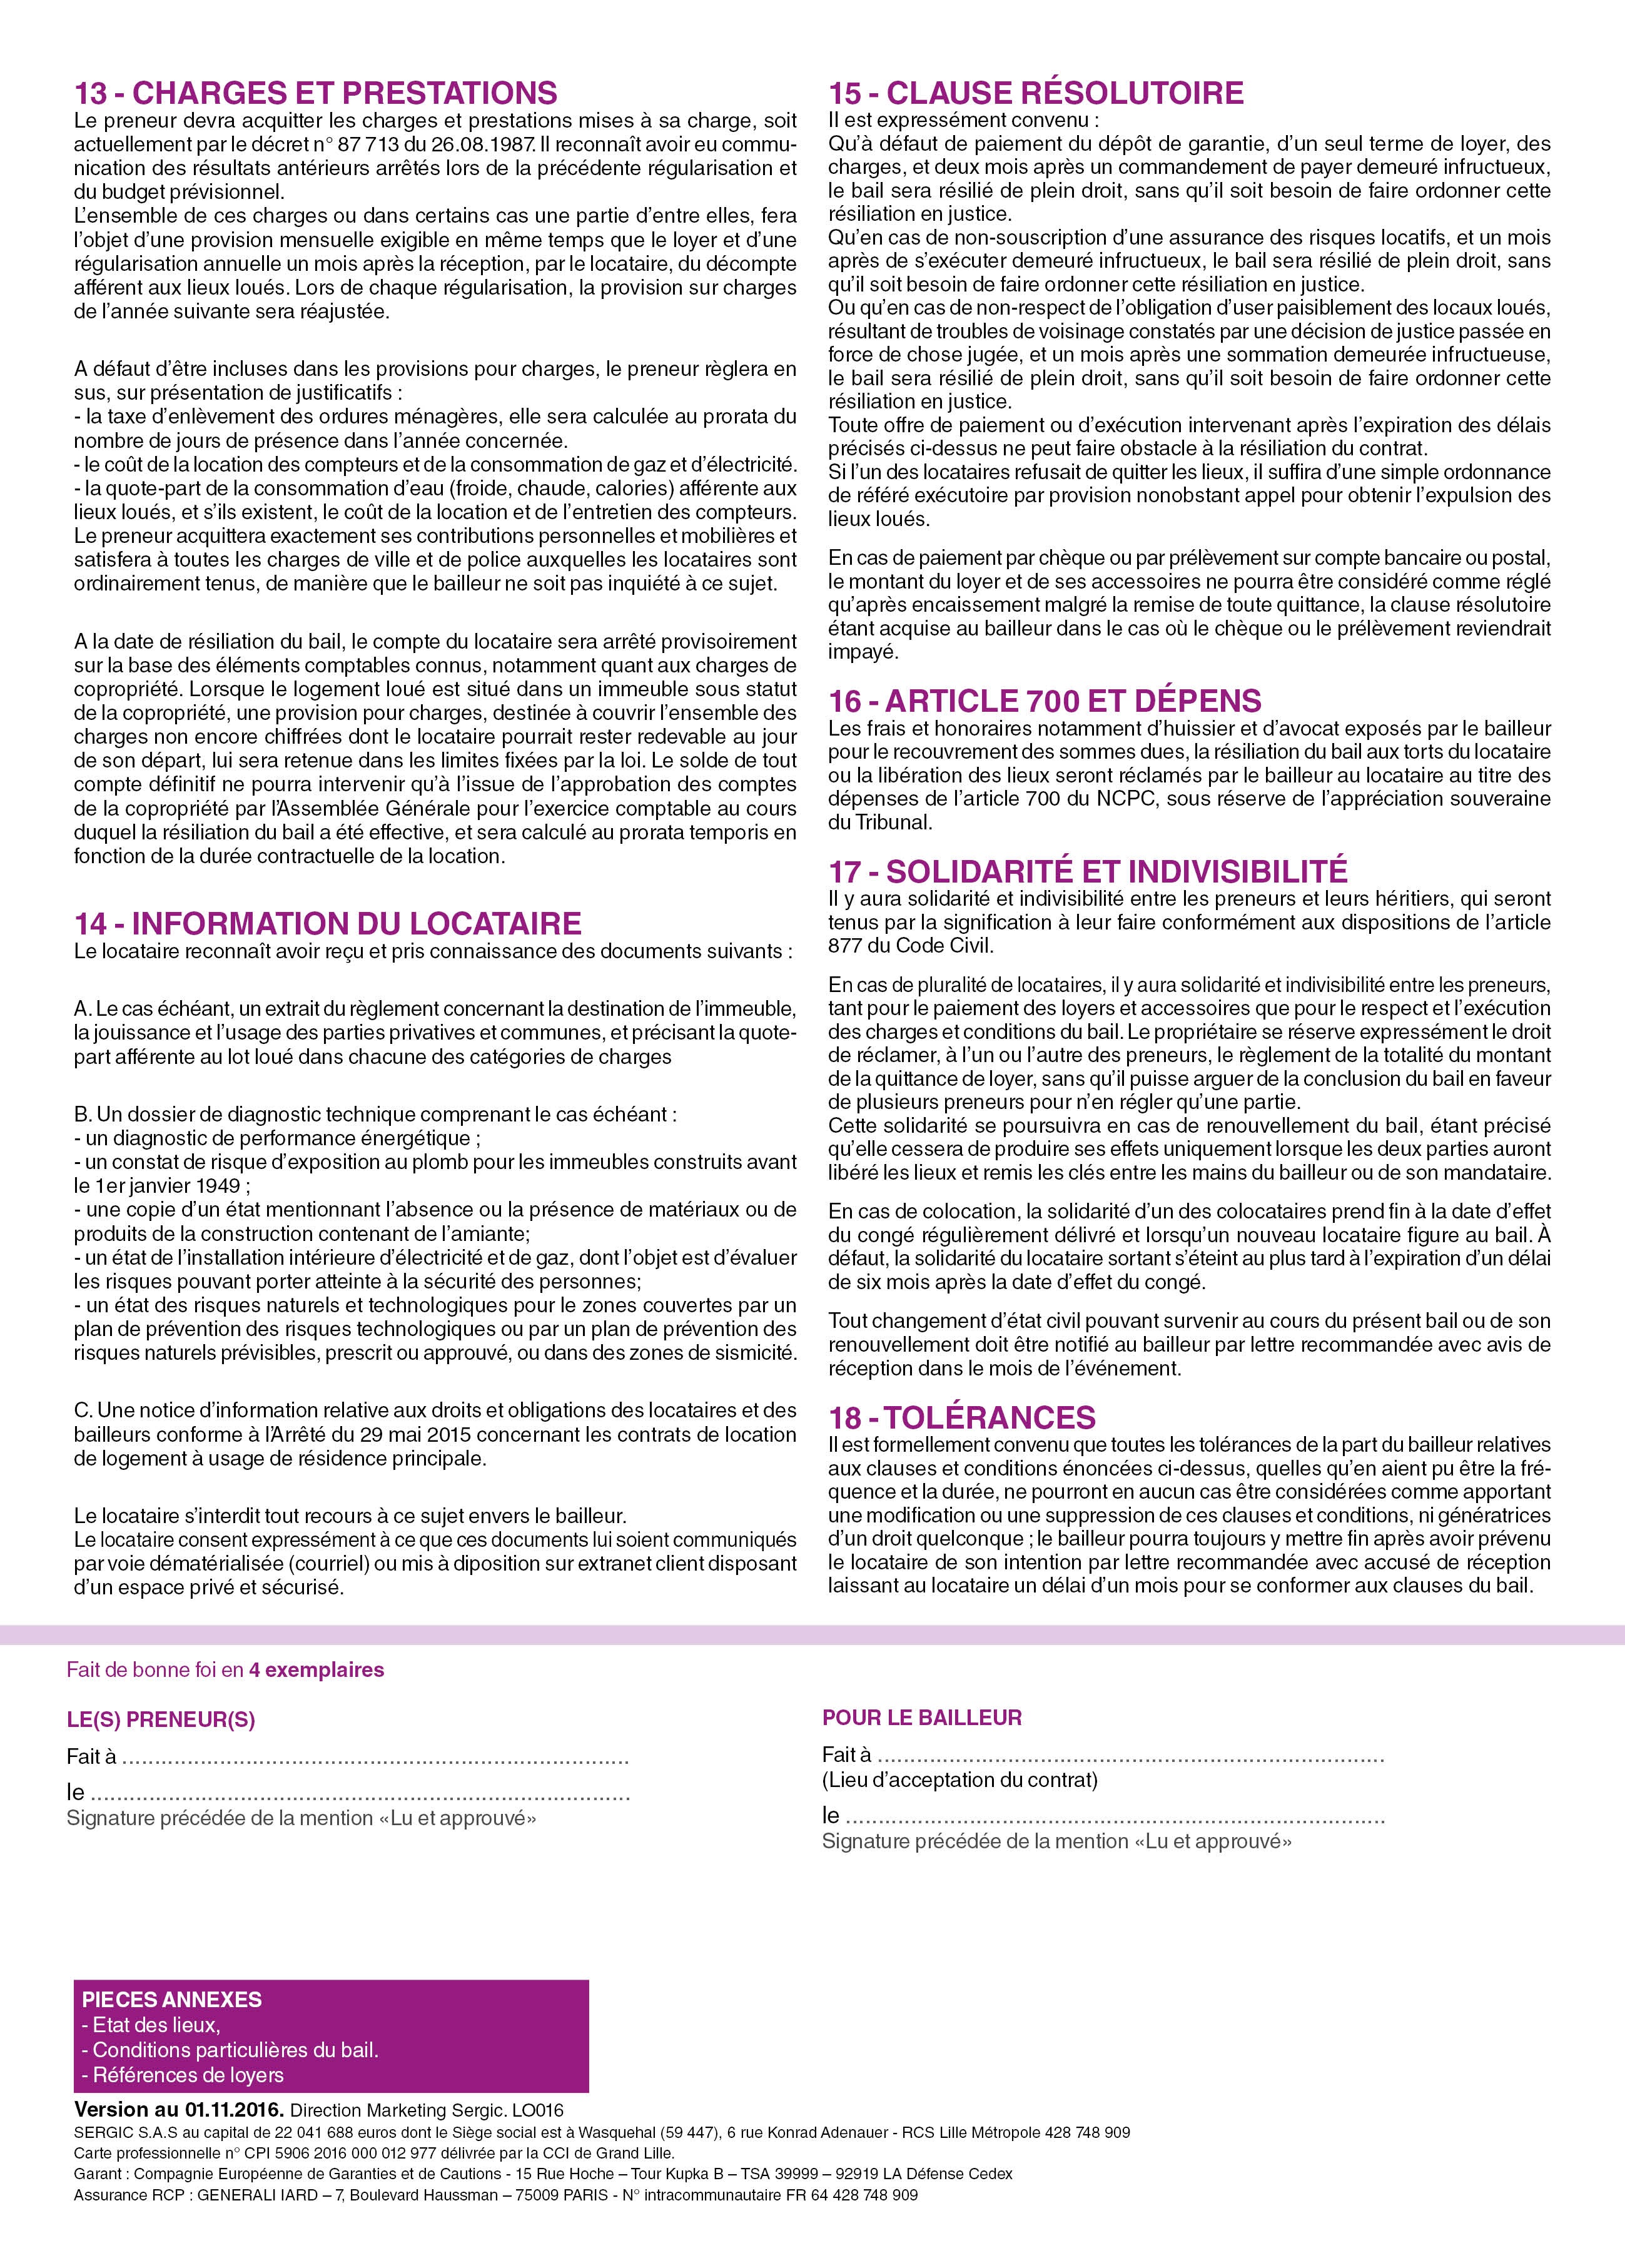 13 - CHARGES ET PRESTATIONS
Le preneur devra acquitter les charges et prestations mises à sa charge, soit
actuellement par le décret n° 87 713 du 26.08.1987. Il reconnaît avoir eu commu-
nication des résultats antérieurs arrêtés lors de la précédente régularisation et
du budget prévisionnel.
L'ensemble de ces charges ou dans certains cas une partie d'entre elles, fera
l'objet d'une provision mensuelle exigible en même temps que le loyer et d'une
régularisation annuelle un mois après la réception, par le locataire, du décompte
afférent aux lieux loués. Lors de chaque régularisation, la provision sur charges
de l'année suivante sera réajustée.
A défaut d'être incluses dans les provisions pour charges, le preneur règlera en
sus, sur présentation de justificatifs :
- la taxe d'enlèvement des ordures ménagères, elle sera calculée au prorata du
nombre de jours de présence dans l'année concernée.
- le coût de la location des compteurs et de la consommation de gaz et d'électricité.
- la quote-part de la consommation d'eau (froide, chaude, calories) afférente aux
lieux loués, et s'ils existent, le coût de la location et de l'entretien des compteurs.
Le preneur acquittera exactement ses contributions personnelles et mobilières et
satisfera à toutes les charges de ville et de police auxquelles les locataires sont
ordinairement tenus, de manière que le bailleur ne soit pas inquiété à ce sujet.
A la date de résiliation du bail, le compte du locataire sera arrêté provisoirement
sur la base des éléments comptables connus, notamment quant aux charges de
copropriété. Lorsque le logement loué est situé dans un immeuble sous statut
de la copropriété, une provision pour charges, destinée à couvrir l'ensemble des
charges non encore chiffrées dont le locataire pourrait rester redevable au jour
de son départ, lui sera retenue dans les limites fixées par la loi. Le solde de tout
compte définitif ne pourra intervenir qu'à l'issue de l'approbation des comptes
de la copropriété par l'Assemblée Générale pour l'exercice comptable au cours
duquel la résiliation du bail a été effective, et sera calculé au prorata temporis en
fonction de la durée contractuelle de la location.
14 - INFORMATION DU LOCATAIRE
Le locataire reconnaît avoir reçu et pris connaissance des documents suivants :
A. Le cas échéant, un extrait du règlement concernant la destination de l'immeuble,
la jouissance et l'usage des parties privatives et communes, et précisant la quote-
part afférente au lot loué dans chacune des catégories de charges
B. Un dossier de diagnostic technique comprenant le cas échéant :
- un diagnostic de performance énergétique ;
- un constat de risque d'exposition au plomb pour les immeubles construits avant
le 1er janvier 1949 ;
- une copie d'un état mentionnant l'absence ou la présence de matériaux ou de
produits de la construction contenant de l'amiante;
- un état de l'installation intérieure d'électricité et de gaz, dont l'objet est d'évaluer
les risques pouvant porter atteinte à la sécurité des personnes;
- un état des risques naturels et technologiques pour le zones couvertes par un
plan de prévention des risques technologiques ou par un plan de prévention des
risques naturels prévisibles, prescrit ou approuvé, ou dans des zones de sismicité.
C. Une notice d'information relative aux droits et obligations des locataires et des
bailleurs conforme à l'Arrêté du 29 mai 2015 concernant les contrats de location
de logement à usage de résidence principale.
Le locataire s'interdit tout recours à ce sujet envers le bailleur.
Le locataire consent expressément à ce que ces documents lui soient communiqués
par voie dématérialisée (courriel) ou mis à diposition sur extranet client disposant
d'un espace privé et sécurisé.
15 - CLAUSE RÉSOLUTOIRE
Il est expressément convenu :
Qu'à défaut de paiement du dépôt de garantie, d'un seul terme de loyer, des
charges, et deux mois après un commandement de payer demeuré infructueux,
le bail sera résilié de plein droit, sans qu'il soit besoin de faire ordonner cette
résiliation en justice.
Qu'en cas de non-souscription d'une assurance des risques locatifs, et un mois
après de s'exécuter demeuré infructueux, le bail sera résilié de plein droit, sans
qu'il soit besoin de faire ordonner cette résiliation en justice.
Ou qu'en cas de non-respect de l'obligation d'user paisiblement des locaux loués,
résultant de troubles de voisinage constatés par une décision de justice passée en
force de chose jugée, et un mois après une sommation demeurée infructueuse,
le bail sera résilié de plein droit, sans qu'il soit besoin de faire ordonner cette
résiliation en justice.
Toute offre de paiement ou d'exécution intervenant après l'expiration des délais
précisés ci-dessus ne peut faire obstacle à la résiliation du contrat.
Si l'un des locataires refusait de quitter les lieux, il suffira d'une simple ordonnance
de référé exécutoire par provision nonobstant appel pour obtenir l'expulsion des
lieux loués.
En cas de paiement par chèque ou par prélèvement sur compte bancaire ou postal,
le montant du loyer et de ses accessoires ne pourra être considéré comme réglé
qu'après encaissement malgré la remise de toute quittance, la clause résolutoire
étant acquise au bailleur dans le cas où le chèque ou le prélèvement reviendrait
impayé.
16 - ARTICLE 700 ET DÉPENS
Les frais et honoraires notamment d'huissier et d'avocat exposés par le bailleur
pour le recouvrement des sommes dues, la résiliation du bail aux torts du locataire
ou la libération des lieux seront réclamés par le bailleur au locataire au titre des
dépenses de l'article 700 du NCPC, sous réserve de l'appréciation souveraine
du Tribunal.
17 - SOLIDARITÉ ET INDIVISIBILITÉ
Il y aura solidarité et indivisibilité entre les preneurs et leurs héritiers, qui seront
tenus par la signification à leur faire conformément aux dispositions de l'article
877 du Code Civil.
En cas de pluralité de locataires, il y aura solidarité et indivisibilité entre les preneurs,
tant pour le paiement des loyers et accessoires que pour le respect et l'exécution
des charges et conditions du bail. Le propriétaire se réserve expressément le droit
de réclamer, à l'un ou l'autre des preneurs, le règlement de la totalité du montant
de la quittance de loyer, sans qu'il puisse arguer de la conclusion du bail en faveur
de plusieurs preneurs pour n'en régler qu'une partie.
Cette solidarité se poursuivra en cas de renouvellement du bail, étant précisé
qu'elle cessera de produire ses effets uniquement lorsque les deux parties auront
libéré les lieux et remis les clés entre les mains du bailleur ou de son mandataire.
En cas de colocation, la solidarité d'un des colocataires prend fin à la date d'effet
du congé régulièrement délivré et lorsqu'un nouveau locataire figure au bail. À
défaut, la solidarité du locataire sortant s'éteint au plus tard à l'expiration d'un délai
de six mois après la date d'effet du congé.
Tout changement d'état civil pouvant survenir au cours du présent bail ou de son
renouvellement doit être notifié au bailleur par lettre recommandée avec avis de
réception dans le mois de l'événement.
18 - TOLÉRANCES
Il est formellement convenu que toutes les tolérances de la part du bailleur relatives
aux clauses et conditions énoncées ci-dessus, quelles qu'en aient pu être la fré-
quence et la durée, ne pourront en aucun cas être considérées comme apportant
une modification ou une suppression de ces clauses et conditions, ni génératrices
d'un droit quelconque ; le bailleur pourra toujours y mettre fin après avoir prévenu
le locataire de son intention par lettre recommandée avec accusé de réception
laissant au locataire un délai d'un mois pour se conformer aux clauses du bail.
Fait de bonne foi en 4 exemplaires
LE(S) PRENEUR(S)
Fait à ..............................................................................
le ...................................................................................
Signature précédée de la mention «Lu et approuvé»
POUR LE BAILLEUR
Fait à ..............................................................................
(Lieu d'acceptation du contrat)
le ...................................................................................
Signature précédée de la mention «Lu et approuvé»
PIECES ANNEXES
- Etat des lieux,
- Conditions particulières du bail.
- Références de loyers
Version au 01.11.2016. Direction Marketing Sergic. LO016
SERGIC S.A.S au capital de 22 041 688 euros dont le Siège social est à Wasquehal (59 447), 6 rue Konrad Adenauer - RCS Lille Métropole 428 748 909
Carte professionnelle n° CPI 5906 2016 000 012 977 délivrée par la CCI de Grand Lille.
Garant : Compagnie Européenne de Garanties et de Cautions - 15 Rue Hoche – Tour Kupka B – TSA 39999 – 92919 LA Défense Cedex
Assurance RCP : GENERALI IARD – 7, Boulevard Haussman – 75009 PARIS - N° intracommunautaire FR 64 428 748 909